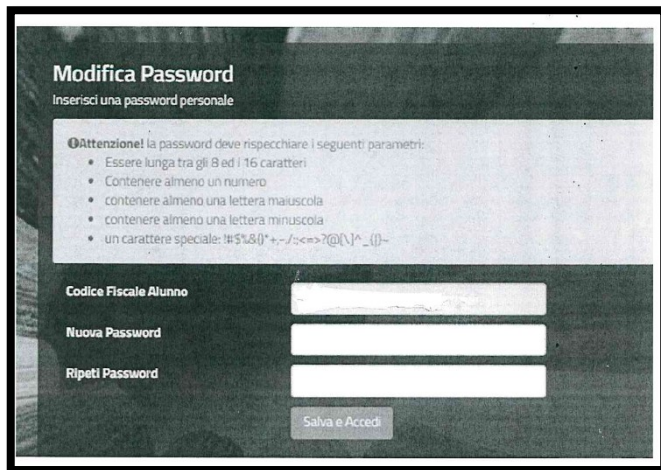 Modifica Password
Inserisci una password personale
Attenzione! la password deve rispecchiare i seguenti parametri:
• Essere lunga tra gli 8 ed i 16 caratteri
• Contenere almeno un numero
• contenere almeno una lettera maiuscola
• contenere almeno una lettera minuscola
• un carattere speciale: !#$%&()*+,-./:;<=>?@[\]^_{|}~
Codice Fiscale Alunno
Nuova Password
Ripeti Password
Salva e Accedi